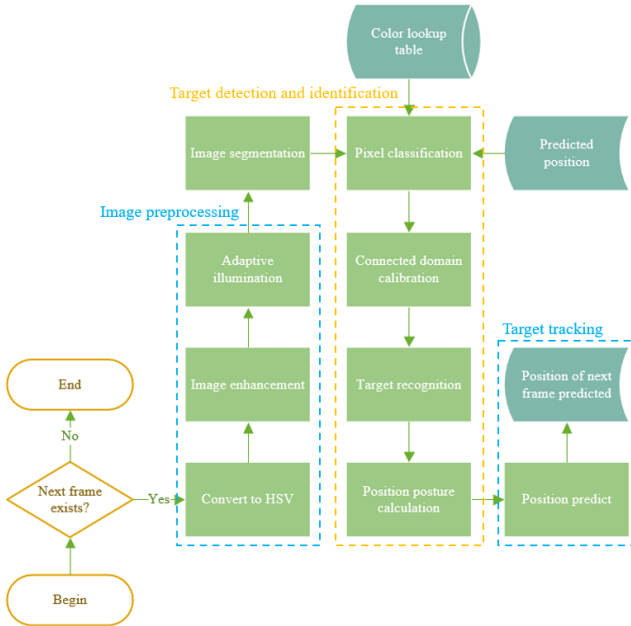 Color lookup
table
Target detection and identification
Image segmentation
Pixel classification
Predicted
position
Image preprocessing
Adaptive
illumination
Connected domain
calibration
Target tracking
End
Image enhancement
Target recognition
Position of next
frame predicted
No
Next frame
exists?
Yes
Convert to HSV
Position posture
calculation
Position predict
Begin